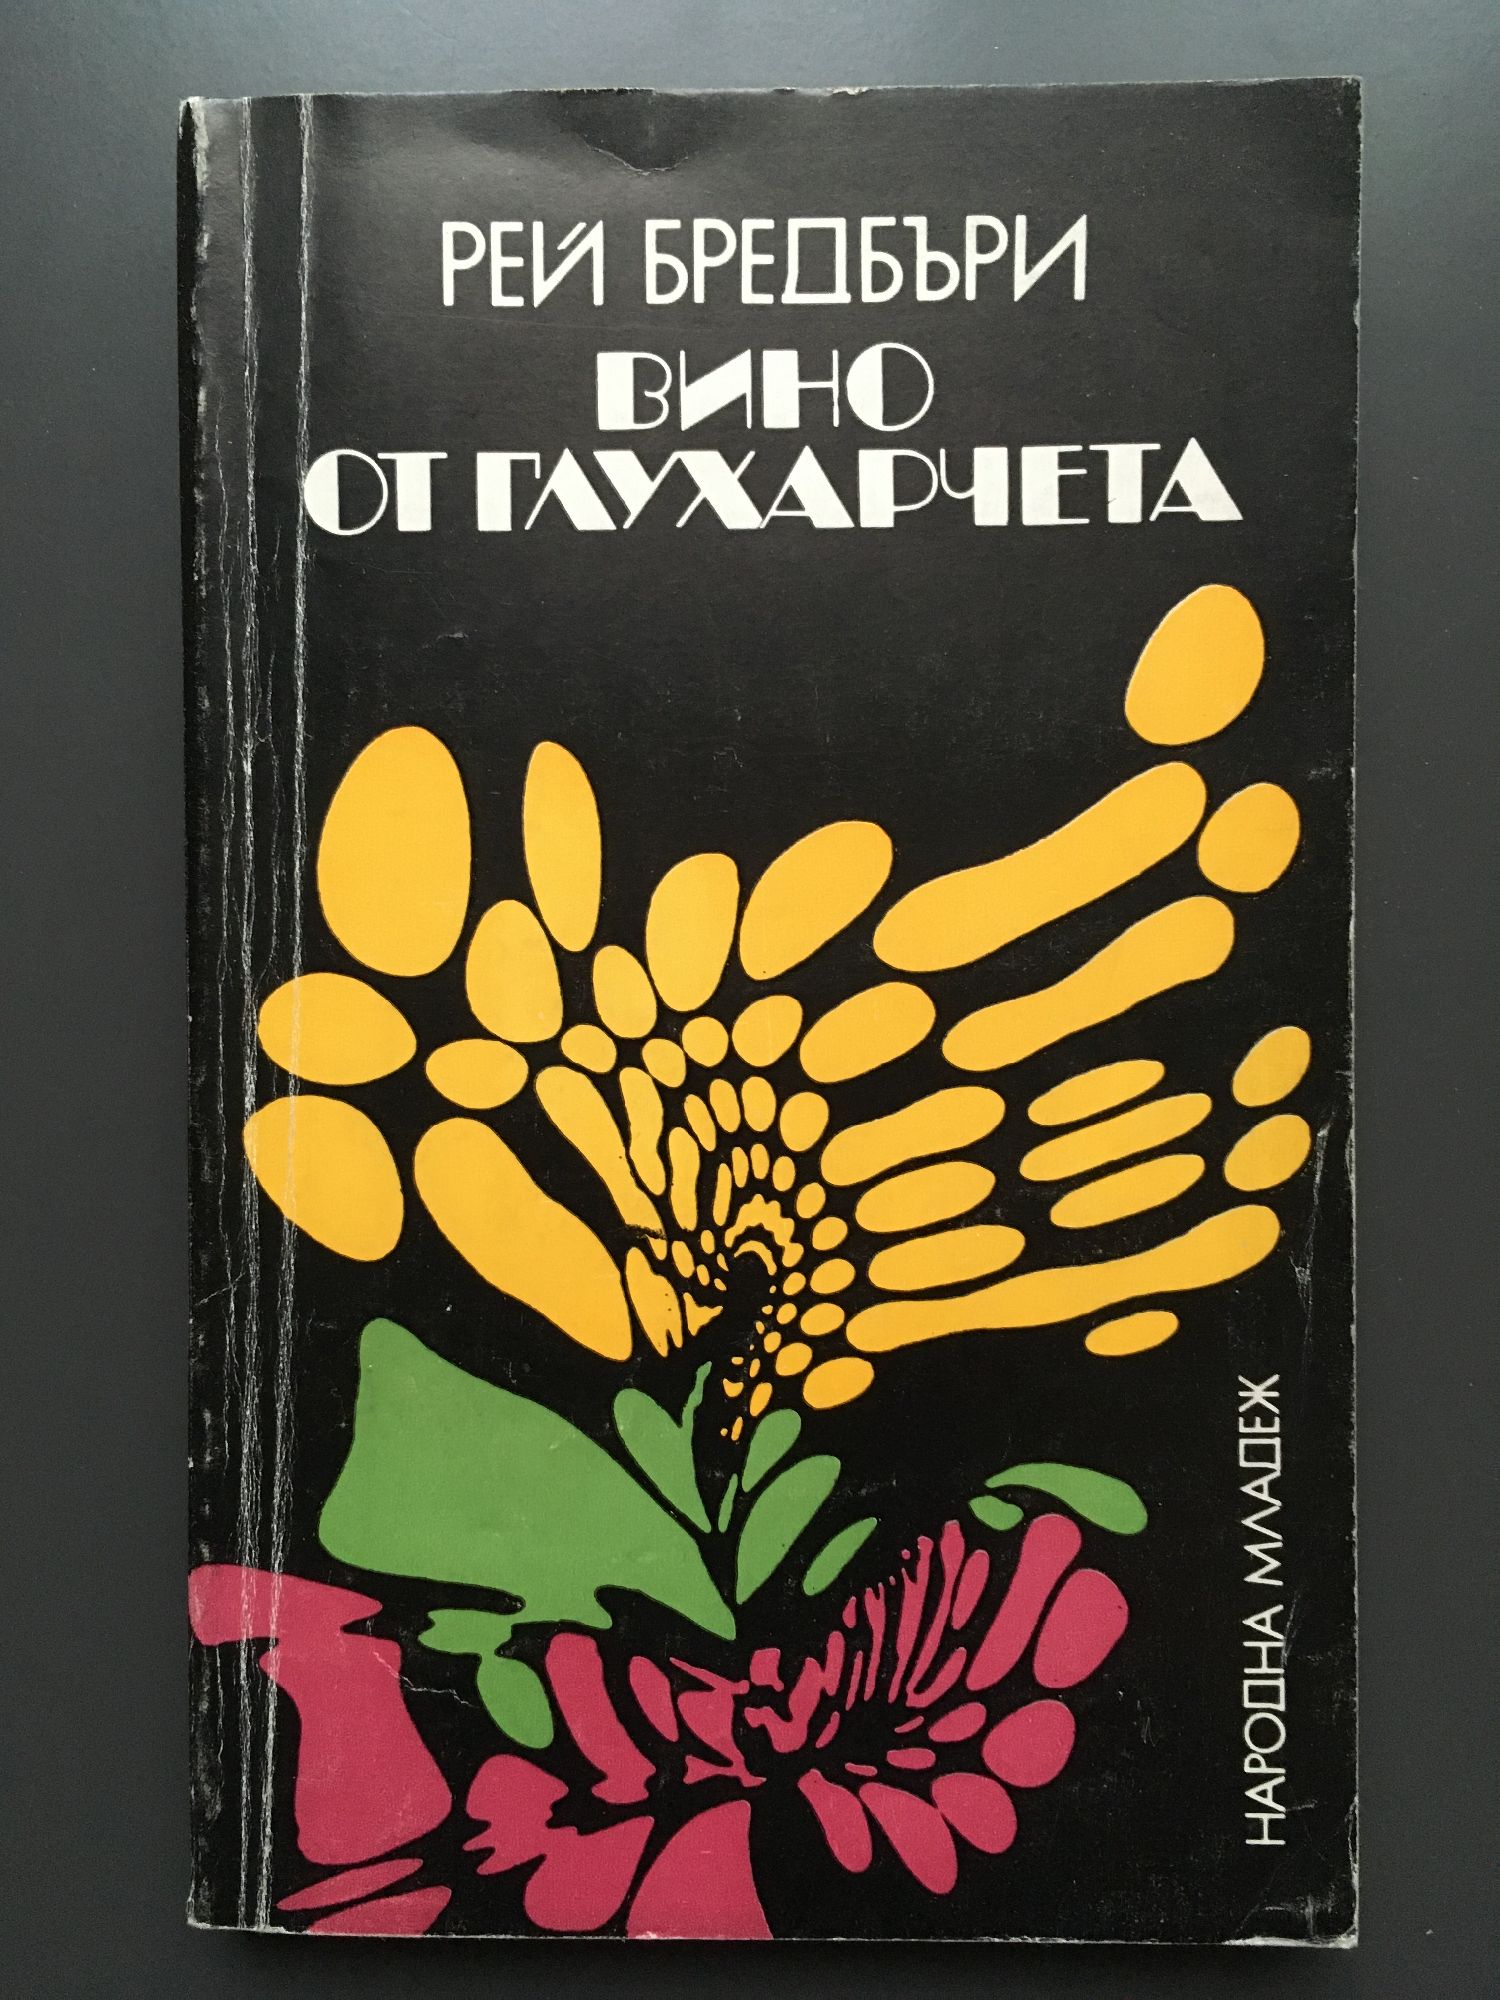 РЕЙ БРЕДБЪРИ
ВИНО
ОТ ГЛУХАРЧЕТА
НАРОДНА МЛАДЕЖ